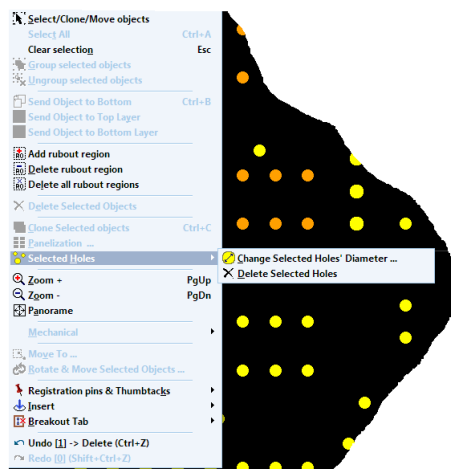 Select/Clone/Move objects
Select All Ctrl+A
Clear selection Esc
Group selected objects
Ungroup selected objects
Send Object to Bottom Ctrl+B
Send Object to Top Layer
Send Object to Bottom Layer
Add rubout region
Delete rubout region
Delete all rubout regions
Delete Selected Objects
Clone Selected objects Ctrl+C
Panelization ...
Selected Holes
Change Selected Holes' Diameter ...
Delete Selected Holes
Zoom + PgUp
Zoom - PgDn
Panorame
Mechanical
Move To ...
Rotate & Move Selected Objects ...
Registration pins & Thumbtacks
Insert
Breakout Tab
Undo [1] -> Delete (Ctrl+Z)
Redo [0] (Shift+Ctrl+Z)